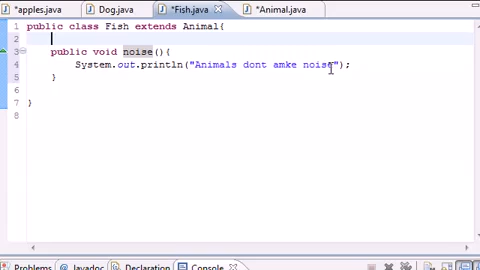 *apples.java Dog.java *Fish.java *Animal.java
1 public class Fish extends Animal{
2
3 public void noise(){
4 System.out.println("Animals dont amke noise");
5 }
6
7 }
8
Problems @ Javadoc Declaration Console